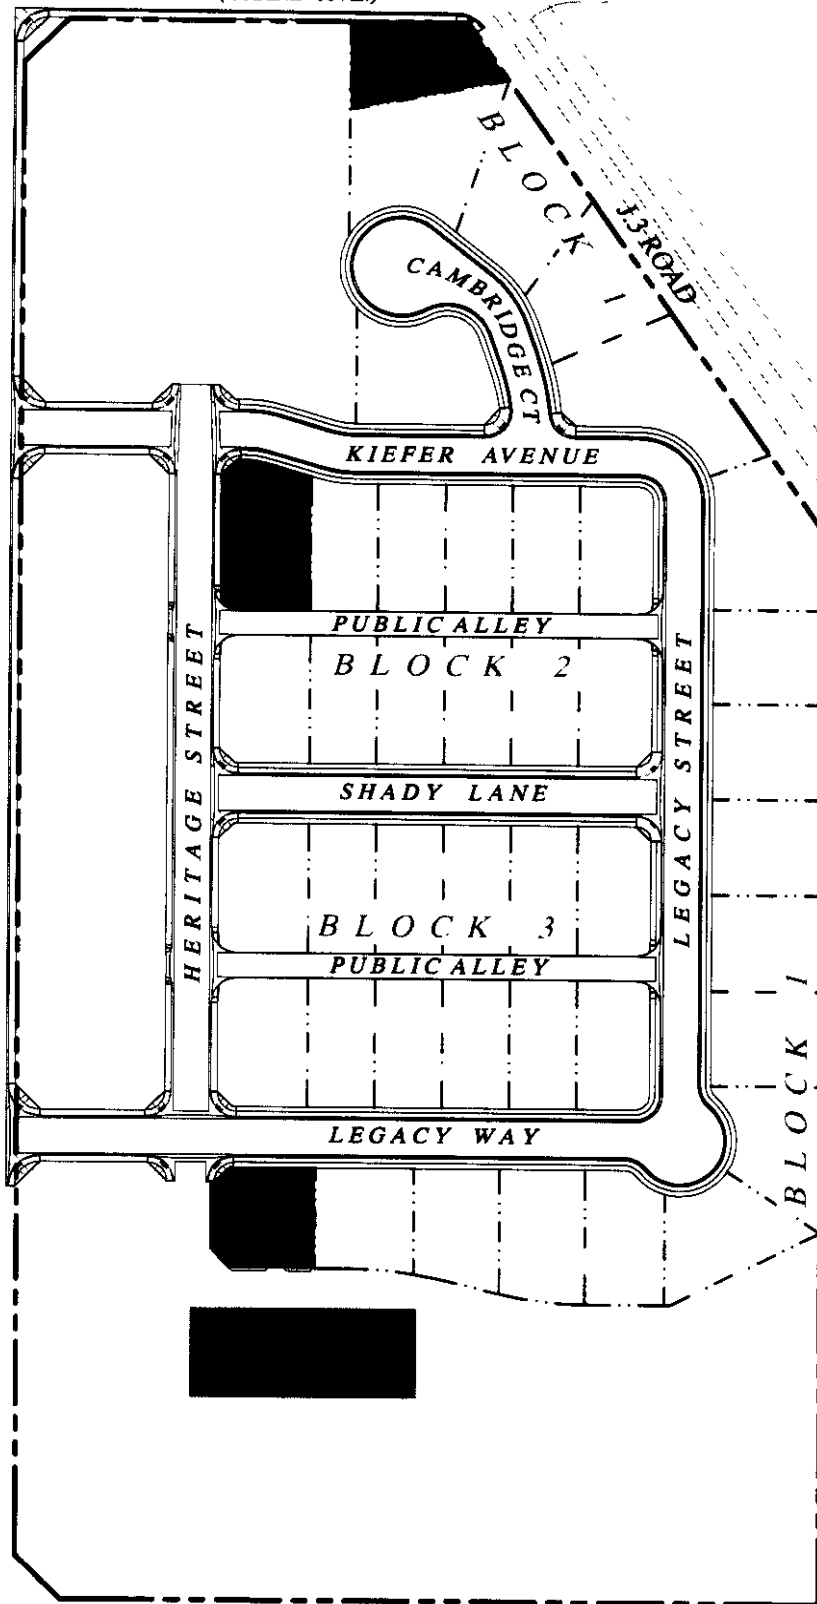 BLOCK 1
J.3 ROAD
CAMBRIDGE CT
KIEFER AVENUE
PUBLIC ALLEY
BLOCK 2
HERITAGE STREET
LEGACY STREET
SHADY LANE
BLOCK 3
PUBLIC ALLEY
BLOCK 1
LEGACY WAY